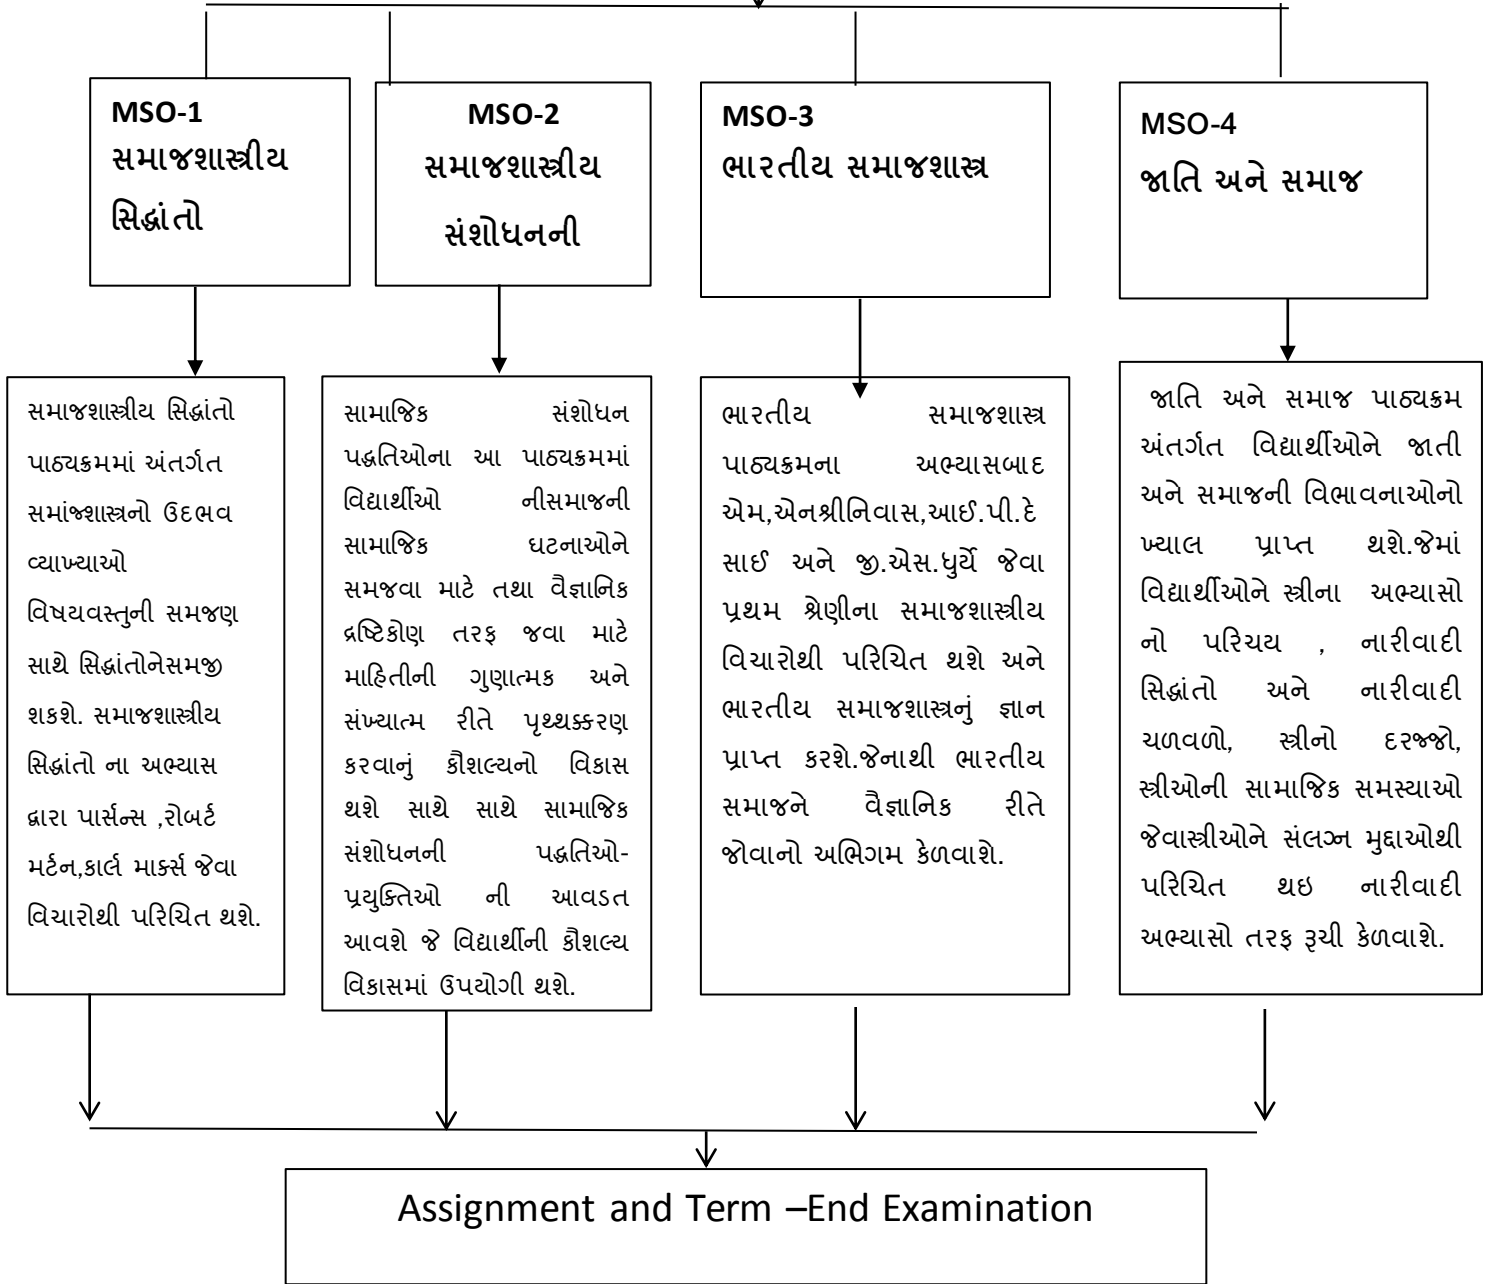 MSO-1
સમાજશાસ્ત્રીય
સિદ્ધાંતો
MSO-2
સમાજશાસ્ત્રીય
સંશોધનની
MSO-3
ભારતીય સમાજશાસ્ત્ર
MSO-4
જાતિ અને સમાજ
સમાજશાસ્ત્રીય સિદ્ધાંતો
પાઠ્યક્રમમાં અંતર્ગત
સમાંજ્શાસ્ત્રનો ઉદભવ
વ્યાખ્યાઓ
વિષયવસ્તુની સમજણ
સાથે સિદ્ધાંતોનેસમજી
શકશે. સમાજશાસ્ત્રીય
સિદ્ધાંતો ના અભ્યાસ
દ્વારા પાર્સન્સ ,રોબર્ટ
મર્ટન,કાર્લ માર્ક્સ જેવા
વિચારોથી પરિચિત થશે.
સામાજિક સંશોધન
પદ્ધતિઓના આ પાઠ્યક્રમમાં
વિદ્યાર્થીઓ નીસમાજની
સામાજિક ઘટનાઓને
સમજવા માટે તથા વૈજ્ઞાનિક
દ્રષ્ટિકોણ તરફ જવા માટે
માહિતીની ગુણાત્મક અને
સંખ્યાત્મ રીતે પૃથ્થક્કરણ
કરવાનું કૌશલ્યનો વિકાસ
થશે સાથે સાથે સામાજિક
સંશોધનની પદ્ધતિઓ-
પ્રયુક્તિઓ ની આવડત
આવશે જે વિદ્યાર્થીની કૌશલ્ય
વિકાસમાં ઉપયોગી થશે.
ભારતીય સમાજશાસ્ત્ર
પાઠ્યક્રમના અભ્યાસબાદ
એમ,એનશ્રીનિવાસ,આઈ.પી.દે
સાઈ અને જી.એસ.ધુર્યે જેવા
પ્રથમ શ્રેણીના સમાજશાસ્ત્રીય
વિચારોથી પરિચિત થશે અને
ભારતીય સમાજશાસ્ત્રનું જ્ઞાન
પ્રાપ્ત કરશે.જેનાથી ભારતીય
સમાજને વૈજ્ઞાનિક રીતે
જોવાનો અભિગમ કેળવાશે.
જાતિ અને સમાજ પાઠ્યક્રમ
અંતર્ગત વિદ્યાર્થીઓને જાતી
અને સમાજની વિભાવનાઓનો
ખ્યાલ પ્રાપ્ત થશે.જેમાં
વિદ્યાર્થીઓને સ્ત્રીના અભ્યાસો
નો પરિચય , નારીવાદી
સિદ્ધાંતો અને નારીવાદી
ચળવળો, સ્ત્રીનો દરજ્જો,
સ્ત્રીઓની સામાજિક સમસ્યાઓ
જેવાસ્ત્રીઓને સંલગ્ન મુદ્દાઓથી
પરિચિત થઇ નારીવાદી
અભ્યાસો તરફ રૂચી કેળવાશે.
Assignment and Term –End Examination